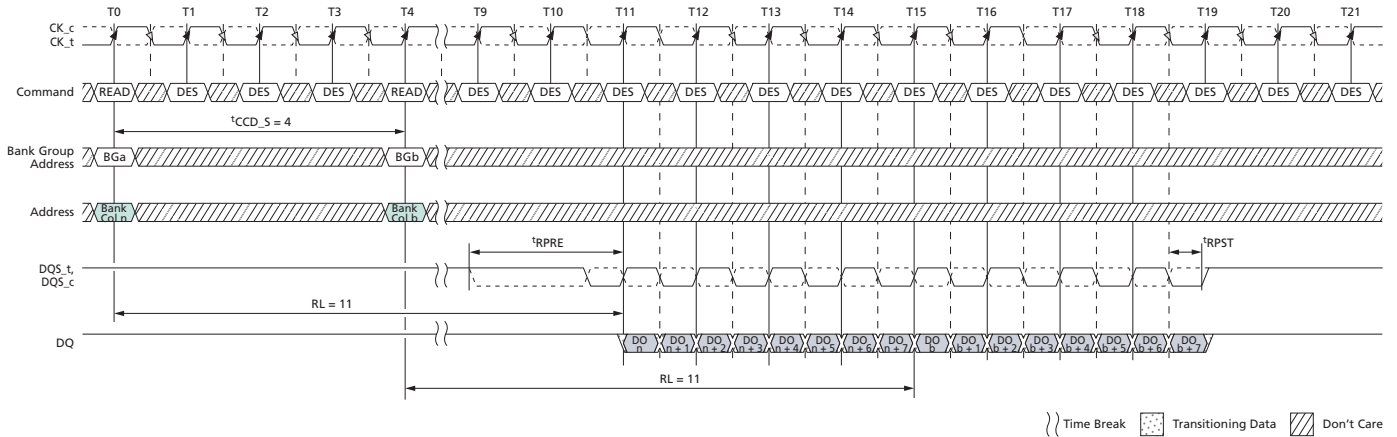 T0 T1 T2 T3 T4 T9 T10 T11 T12 T13 T14 T15 T16 T17 T18 T19 T20 T21
CK_c
CK_t
Command READ DES DES DES READ DES DES DES DES DES DES DES DES DES DES DES DES DES
tCCD_S = 4
Bank Group
Address BGa BGb
Address Bank
Col n Bank
Col b
tRPRE tRPST
DQS_t,
DQS_c
RL = 11
DQ DO
n DO
n + 1 DO
n + 2 DO
n + 3 DO
n + 4 DO
n + 5 DO
n + 6 DO
n + 7 DO
b DO
b + 1 DO
b + 2 DO
b + 3 DO
b + 4 DO
b + 5 DO
b + 6 DO
b + 7
RL = 11
Time Break Transitioning Data Don't Care